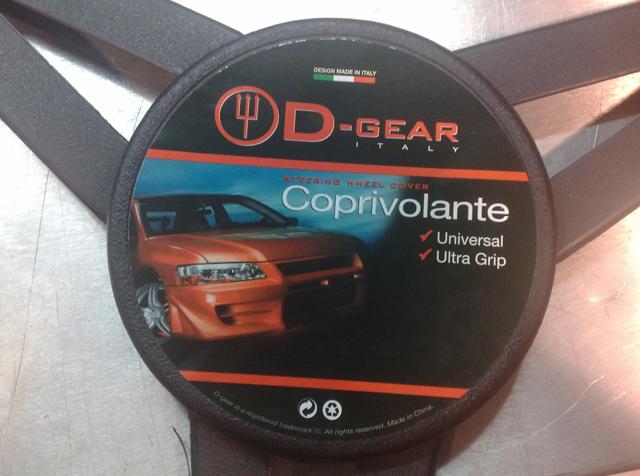 DESIGN MADE IN ITALY
D-GEAR
ITALY
STEERING WHEEL COVER
Coprivolante
✓ Universal
✓ Ultra Grip
D gear is a registered trademark ©. All rights reserved. Made in China.